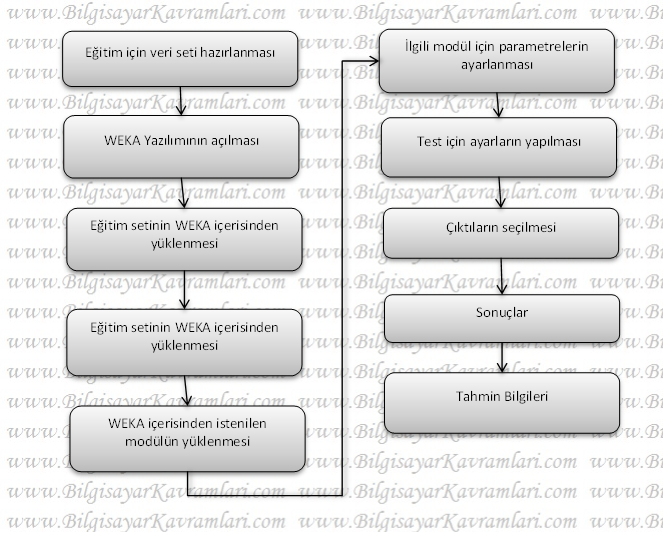 Eğitim için veri seti hazırlanması
WEKA Yazılımının açılması
Eğitim setinin WEKA içerisinden
yüklenmesi
Eğitim setinin WEKA içerisinden
yüklenmesi
WEKA içerisinden istenilen
modülün yüklenmesi
İlgili modül için parametrelerin
ayarlanması
Test için ayarların yapılması
Çıktıların seçilmesi
Sonuçlar
Tahmin Bilgileri
www.BilgisayarKavramlari.com